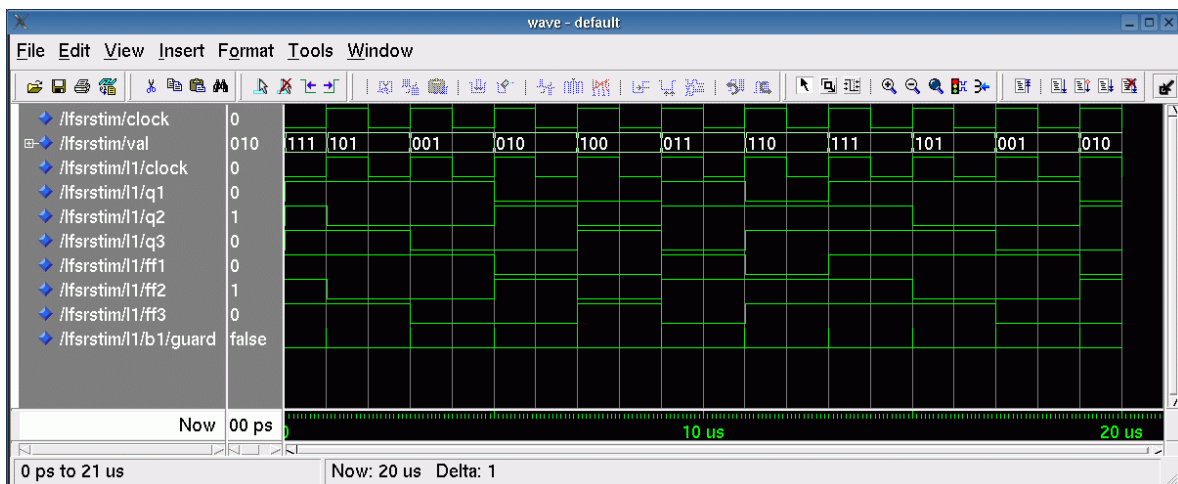 wave - default
File Edit View Insert Format Tools Window
/lfsrstim/clock 0
/lfsrstim/val 010 111 101 001 010 100 011 110 111 101 001 010
/lfsrstim/l1/clock 0
/lfsrstim/l1/q1 0
/lfsrstim/l1/q2 1
/lfsrstim/l1/q3 0
/lfsrstim/l1/ff1 0
/lfsrstim/l1/ff2 1
/lfsrstim/l1/ff3 0
/lfsrstim/l1/b1/guard false
Now 00 ps 0 10 us 20 us
0 ps to 21 us Now: 20 us Delta: 1